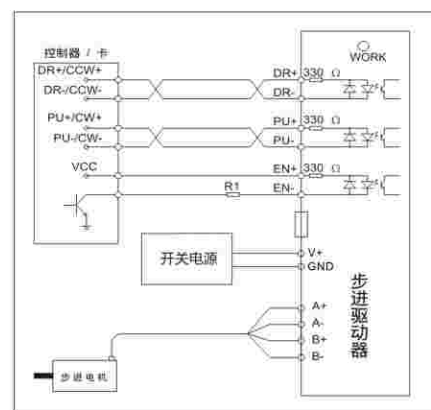 控制器 / 卡
DR+/CCW+
DR-/CCW-
PU+/CW+
PU-/CW-
VCC
R1
WORK
DR+ 330 Ω
DR-
PU+ 330 Ω
PU-
EN+ 330 Ω
EN-
开关电源
V+
GND
步进驱动器
A+
A-
B+
B-
步进电机